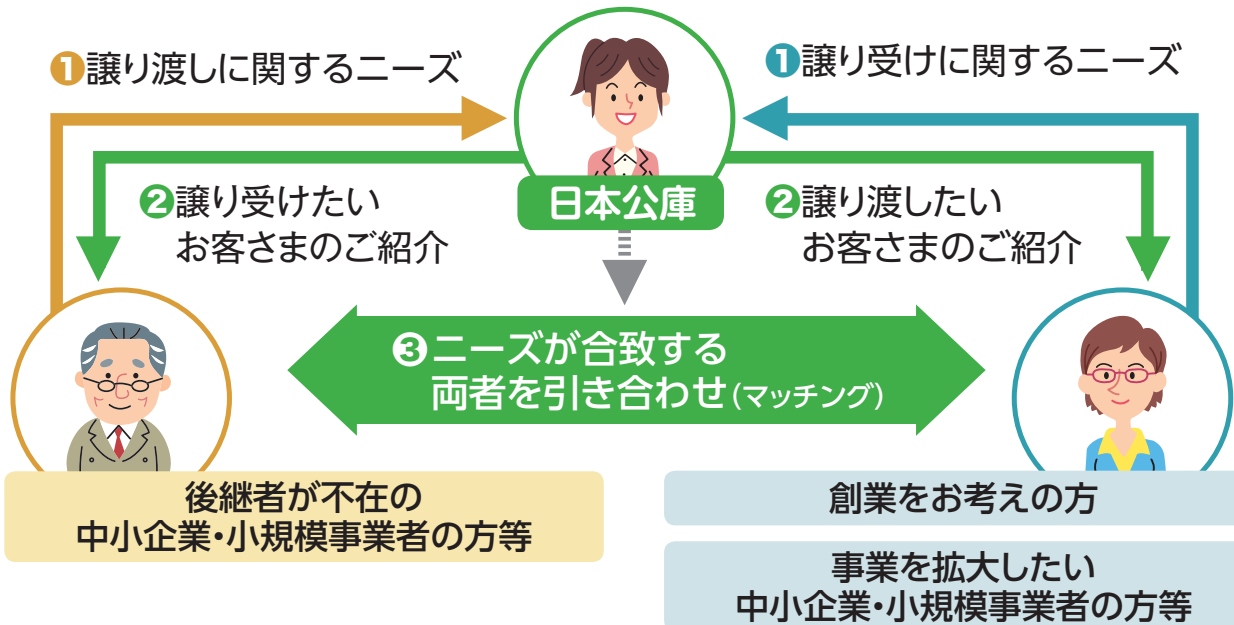 ❶譲り渡しに関するニーズ
❶譲り受けに関するニーズ
日本公庫
❷譲り受けたい
お客さまのご紹介
❷譲り渡したい
お客さまのご紹介
❸ニーズが合致する
両者を引き合わせ(マッチング)
後継者が不在の
中小企業・小規模事業者の方等
創業をお考えの方
事業を拡大したい
中小企業・小規模事業者の方等